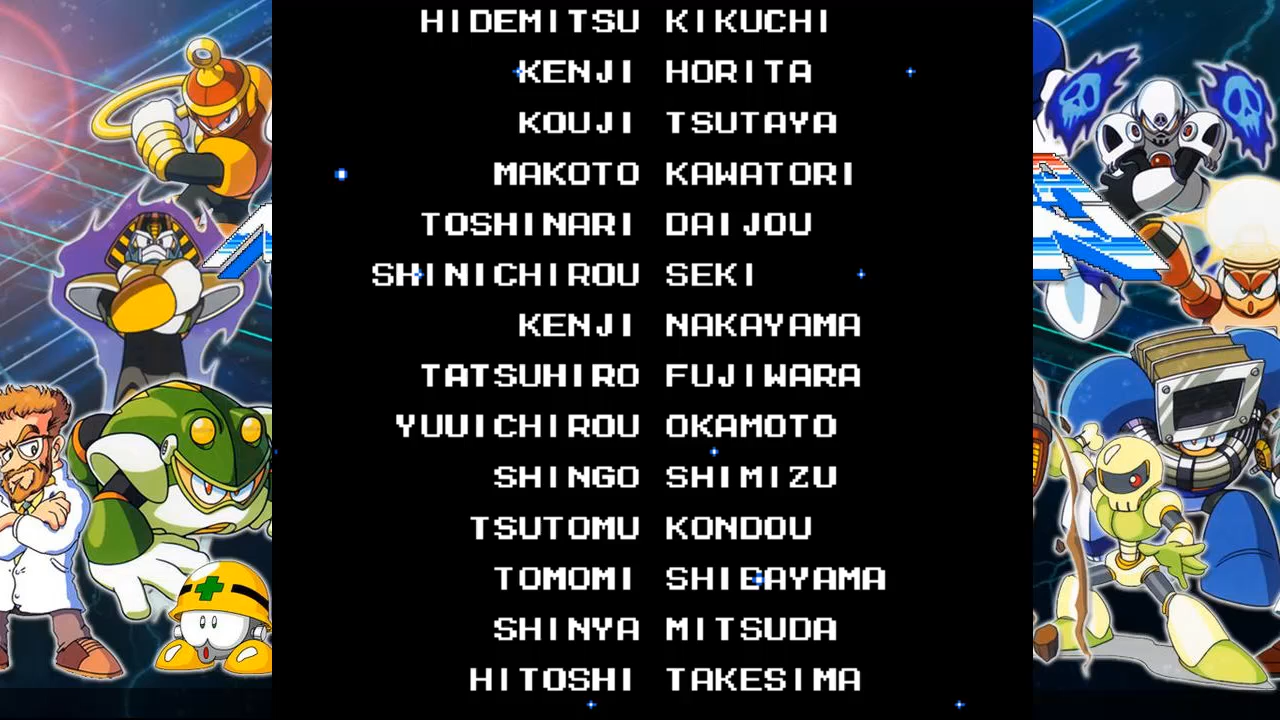 HIDEMITSU KIKUCHI
KENJI HORITA
KOUJI TSUTAYA
MAKOTO KAWATORI
TOSHINARI DAIJOU
SHINICHIROU SEKI
KENJI NAKAYAMA
TATSUHIRO FUJIWARA
YUUICHIROU OKAMOTO
SHINGO SHIMIZU
TSUTOMU KONDOU
TOMOMI SHIBAYAMA
SHINYA MITSUDA
HITOSHI TAKESIMA